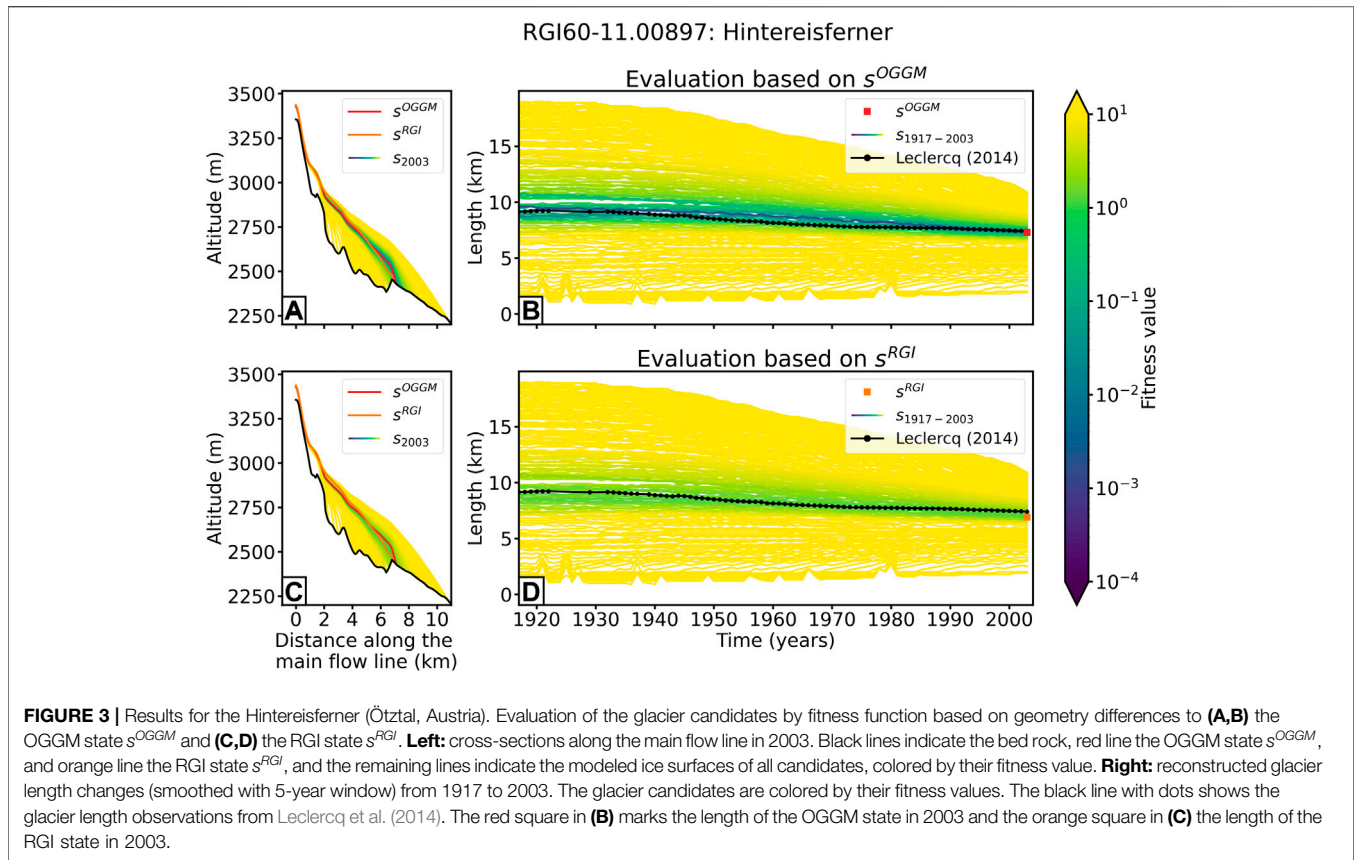 RGI60-11.00897: Hintereisferner
Evaluation based on s^OGGM
3500
3250
3000
2750
2500
2250
Altitude (m)
s^OGGM
s^RGI
s_2003
A
15
10
5
0
Length (km)
s^OGGM
s_1917−2003
Leclercq (2014)
B
Evaluation based on s^RGI
3500
3250
3000
2750
2500
2250
Altitude (m)
s^OGGM
s^RGI
s_2003
C
0 2 4 6 8 10
Distance along the
main flow line (km)
15
10
5
0
Length (km)
s^RGI
s_1917−2003
Leclercq (2014)
D
1920 1930 1940 1950 1960 1970 1980 1990 2000
Time (years)
10^1
10^0
10^−1
10^−2
10^−3
10^−4
Fitness value
FIGURE 3 | Results for the Hintereisferner (Ötztal, Austria). Evaluation of the glacier candidates by fitness function based on geometry differences to (A,B) the
OGGM state s^OGGM and (C,D) the RGI state s^RGI. Left: cross-sections along the main flow line in 2003. Black lines indicate the bed rock, red line the OGGM state s^OGGM,
and orange line the RGI state s^RGI, and the remaining lines indicate the modeled ice surfaces of all candidates, colored by their fitness value. Right: reconstructed glacier
length changes (smoothed with 5-year window) from 1917 to 2003. The glacier candidates are colored by their fitness values. The black line with dots shows the
glacier length observations from Leclercq et al. (2014). The red square in (B) marks the length of the OGGM state in 2003 and the orange square in (C) the length of the
RGI state in 2003.